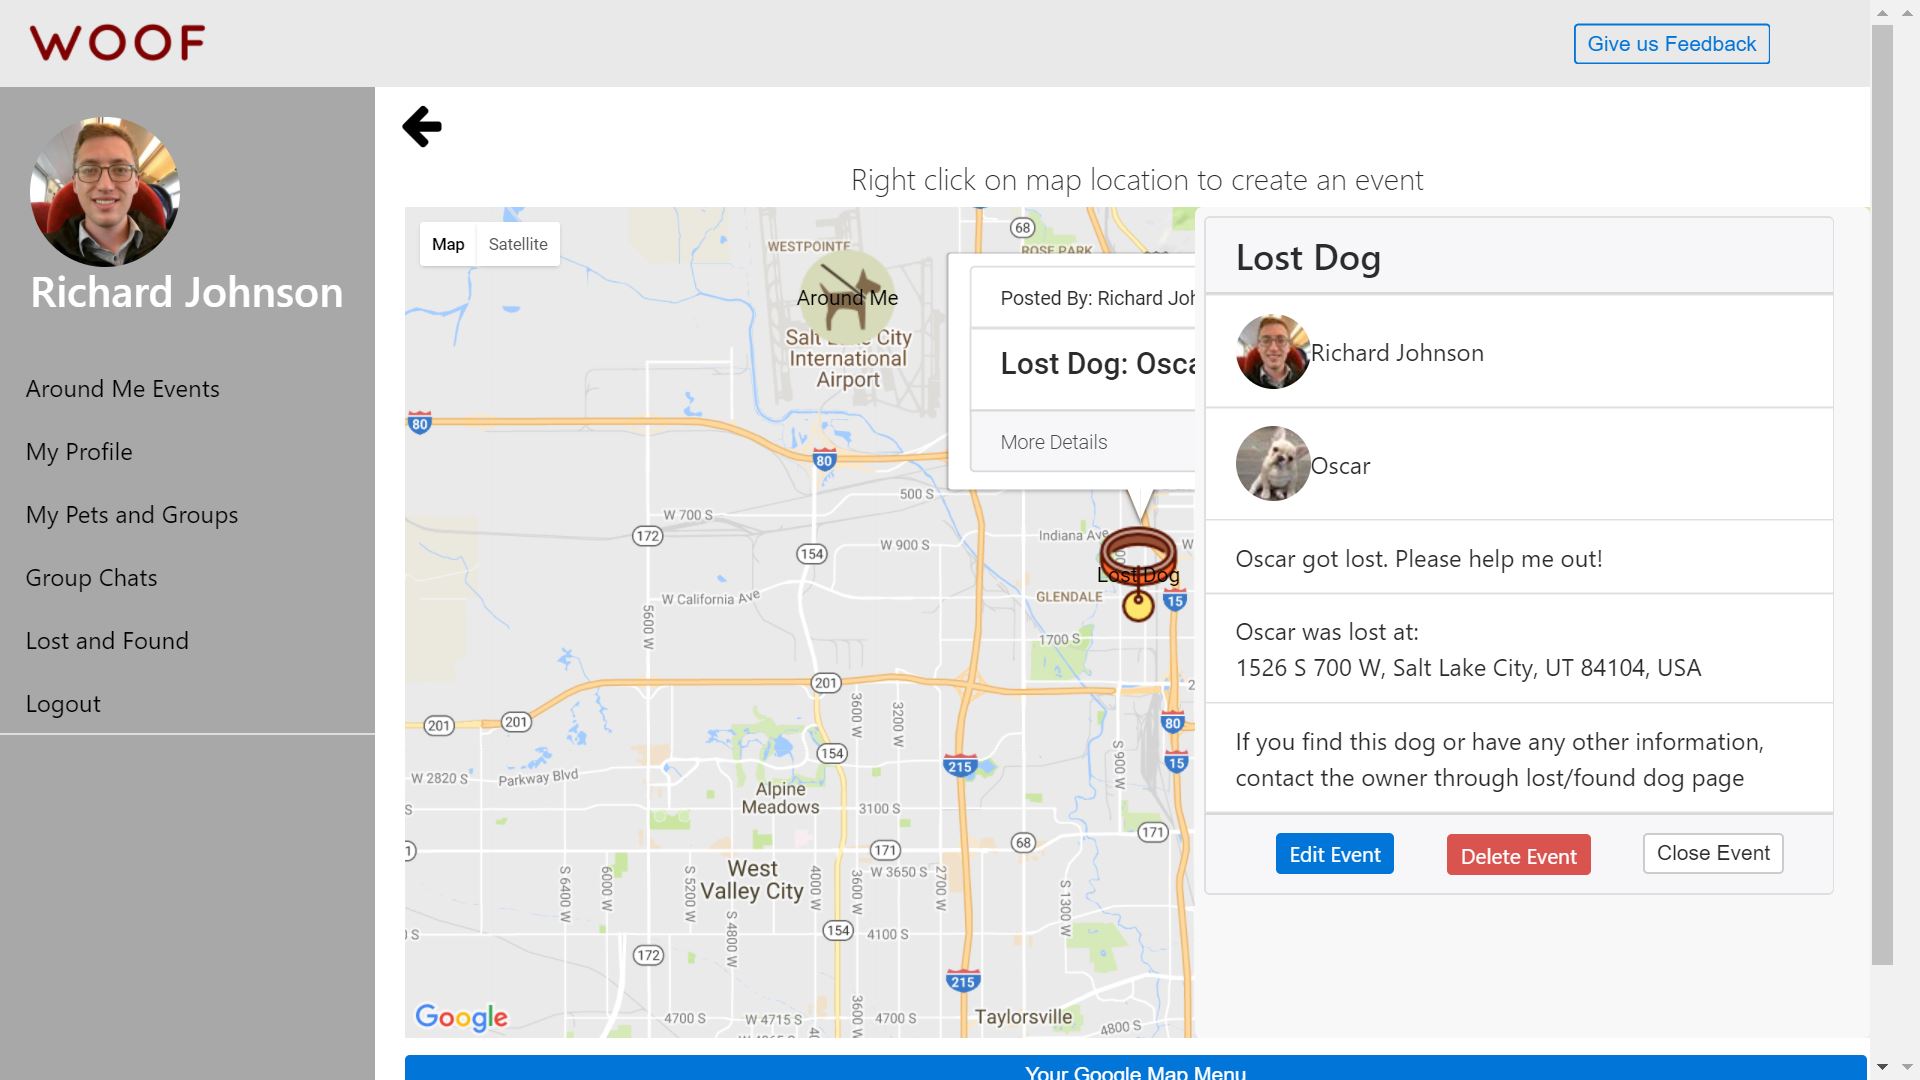 WOOF
Give us Feedback
Richard Johnson
Around Me Events
My Profile
My Pets and Groups
Group Chats
Lost and Found
Logout
Right click on map location to create an event
Map
Satellite
WESTPOINTE
68
ROSE PARK
Around Me
Salt Lake City
International
Airport
Posted By: Richard Joh
Lost Dog: Osca
More Details
80
80
500 S
W 700 S
172
154
W 900 S
Indiana Ave
W
Lost Dog
GLENDALE
15
W California Ave
5600 W
1700 S
201
2
201
201
3600 W
3200 W
80
154
S 900 W
215
15
W 2820 S
Parkway Blvd
Alpine
Meadows
S
3100 S
171
68
1
171
W 3650 S
West
Valley City
S 6400 W
6000 W
S 5200 W
4000 W
3600 W
2700 W
S 1300 W
S 4800 W
154
4100 S
S
172
215
3600 W
Google
4700 S
W 4715 S
4700 S
Taylorsville
4800 S
Lost Dog
Richard Johnson
Oscar
Oscar got lost. Please help me out!
Oscar was lost at:
1526 S 700 W, Salt Lake City, UT 84104, USA
If you find this dog or have any other information,
contact the owner through lost/found dog page
Edit Event
Delete Event
Close Event
Your Google Map Menu